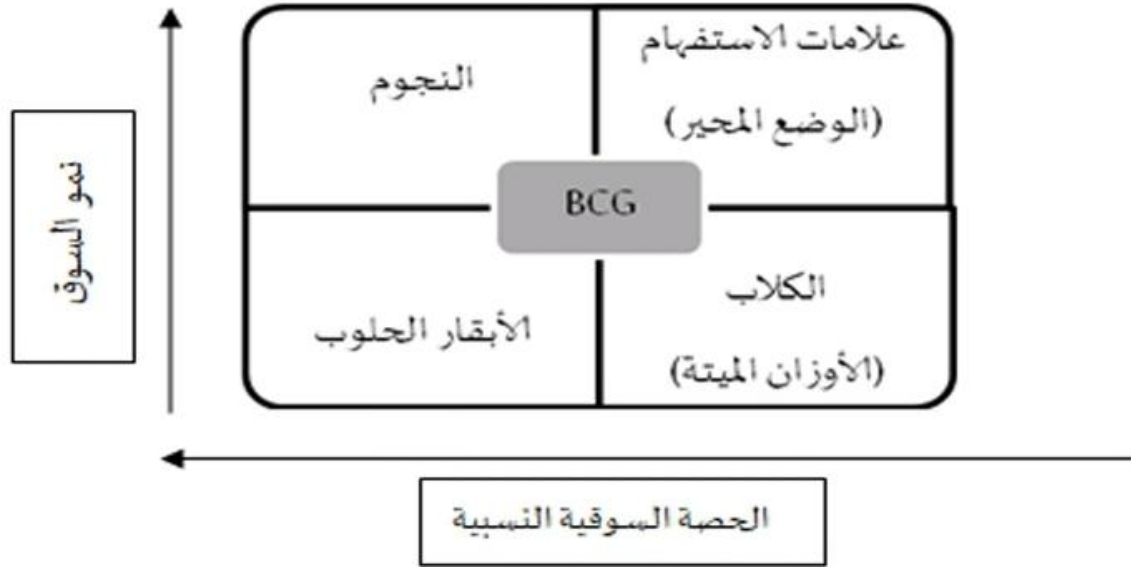 علامات الاستفهام
(الوضع المحير)
النجوم
نمو السوق
BCG
الكلاب
(الأوزان الميتة)
الأبقار الحلوب
الحصة السوقية النسبية